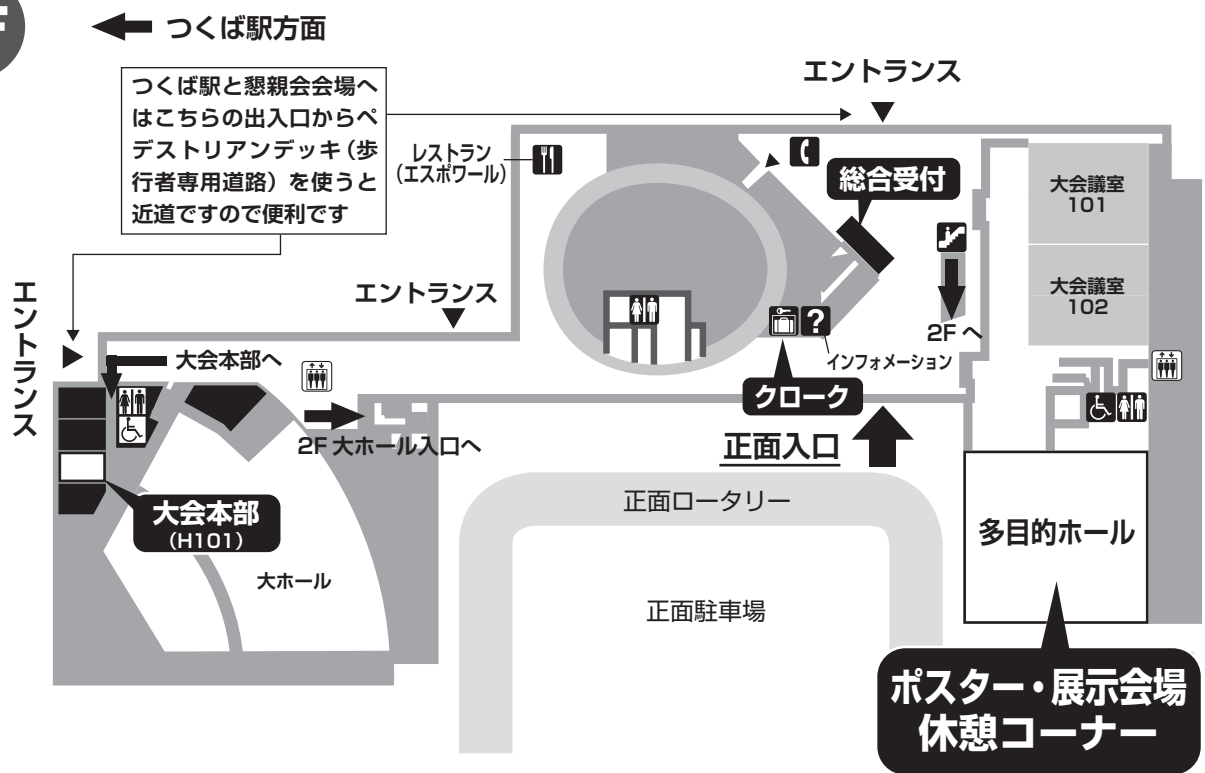 F
つくば駅方面
つくば駅と懇親会会場へ
はこちらの出入口からペ
デストリアンデッキ（歩
行者専用道路）を使うと
近道ですので便利です
エントランス
レストラン
（エスポワール）
総合受付
大会議室
101
大会議室
102
エントランス
エントランス
2F へ
?
インフォメーション
大会本部へ
クローク
2F 大ホール入口へ
正面入口
大会本部
（H101）
正面ロータリー
多目的ホール
大ホール
正面駐車場
ポスター・展示会場
休憩コーナー